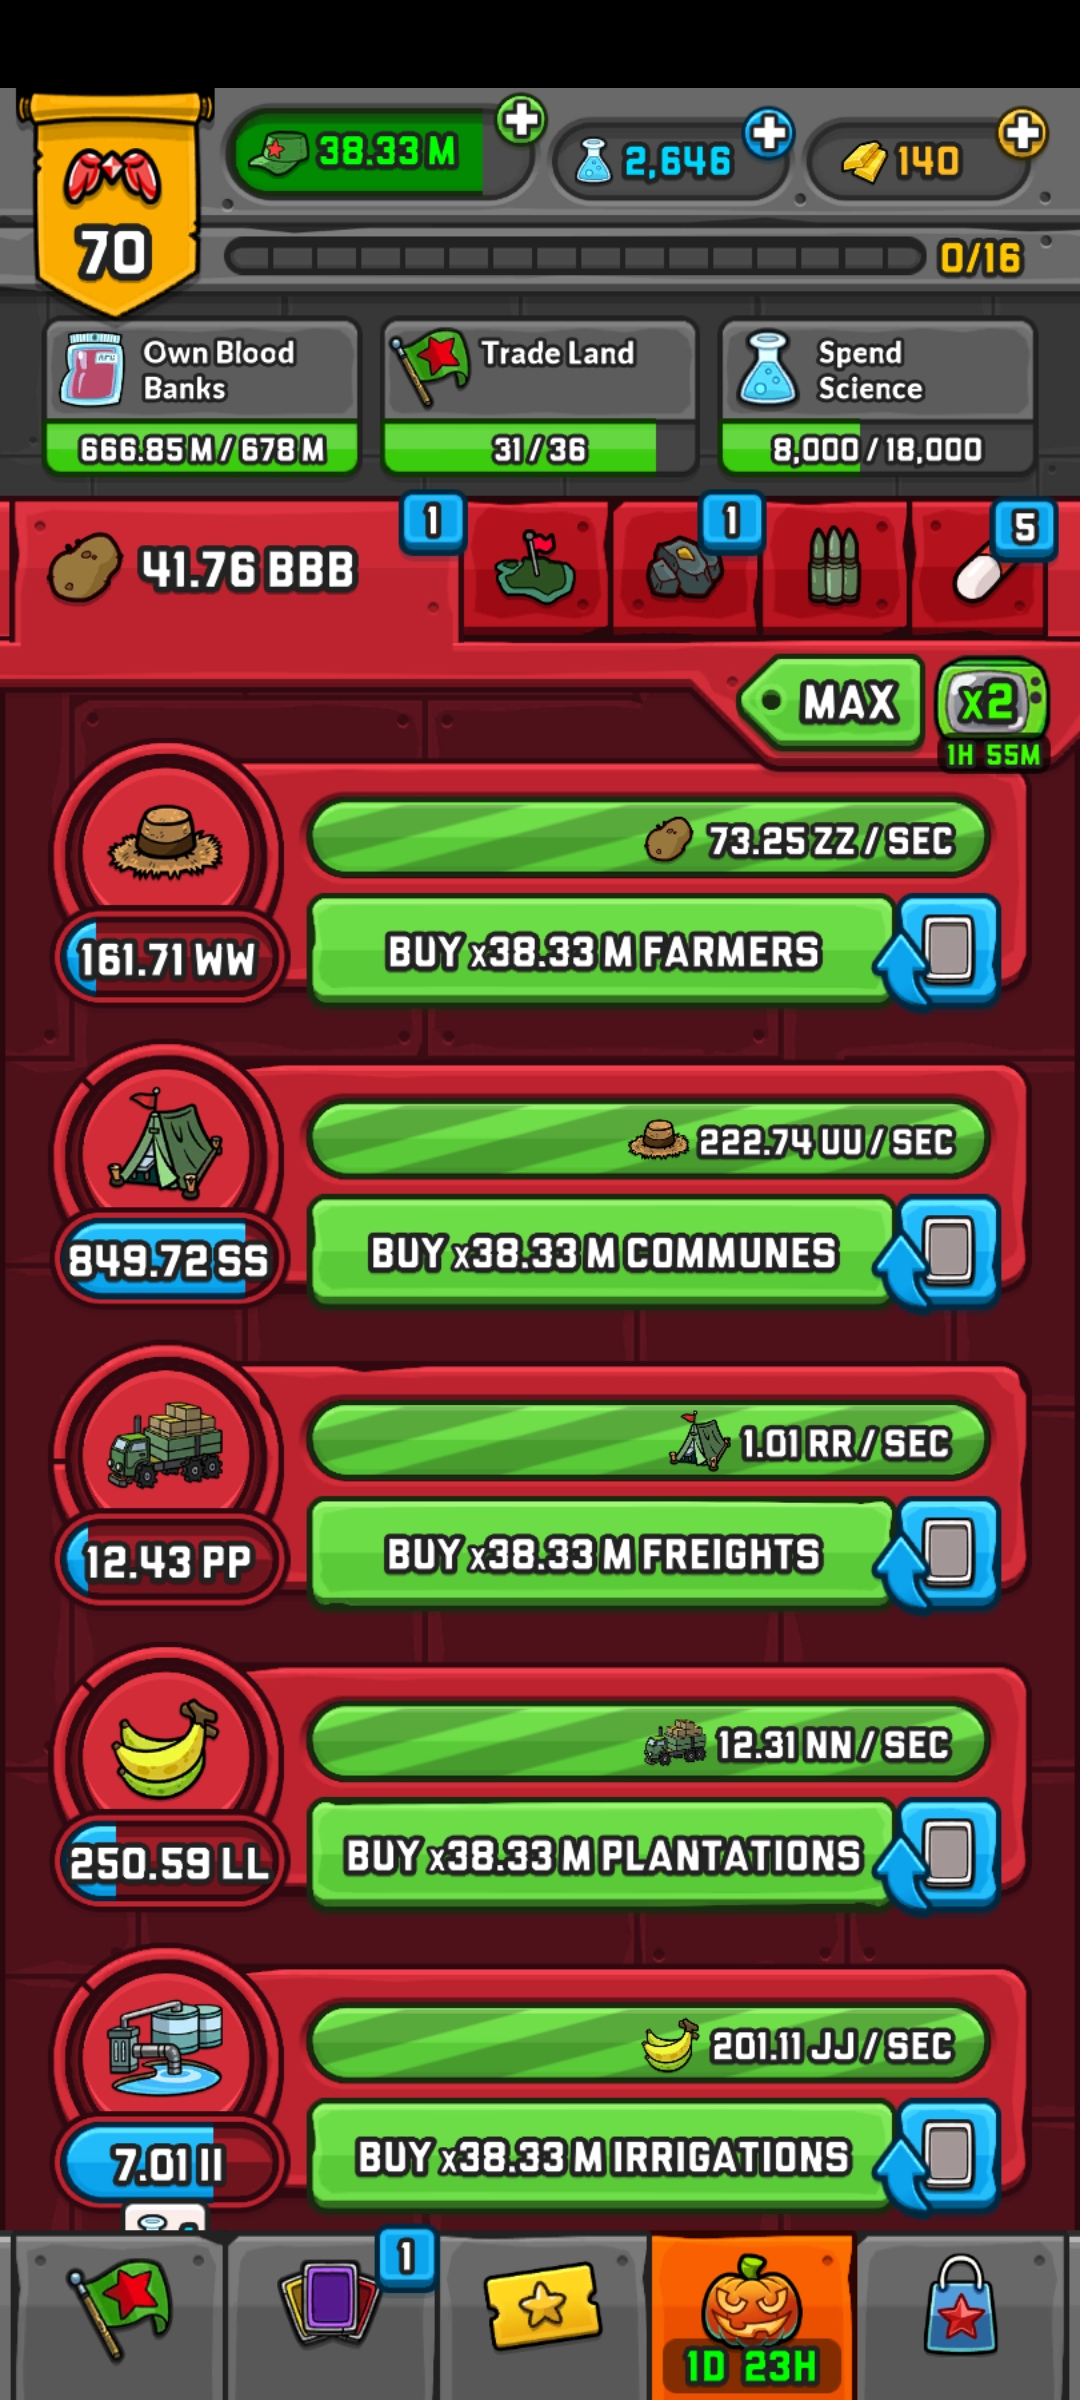 70
38.33 M
2,646
140
0/16
Own Blood
Banks
666.85 M / 678 M
Trade Land
31 / 36
Spend
Science
8,000 / 18,000
41.76 BBB
1
1
5
MAX
x2
1H 55M
73.25 ZZ / SEC
161.71 WW
BUY x38.33 M FARMERS
222.74 UU / SEC
849.72 SS
BUY x38.33 M COMMUNES
1.01 RR / SEC
12.43 PP
BUY x38.33 M FREIGHTS
12.31 NN / SEC
250.59 LL
BUY x38.33 M PLANTATIONS
201.11 JJ / SEC
7.01 II
BUY x38.33 M IRRIGATIONS
1
1D 23H